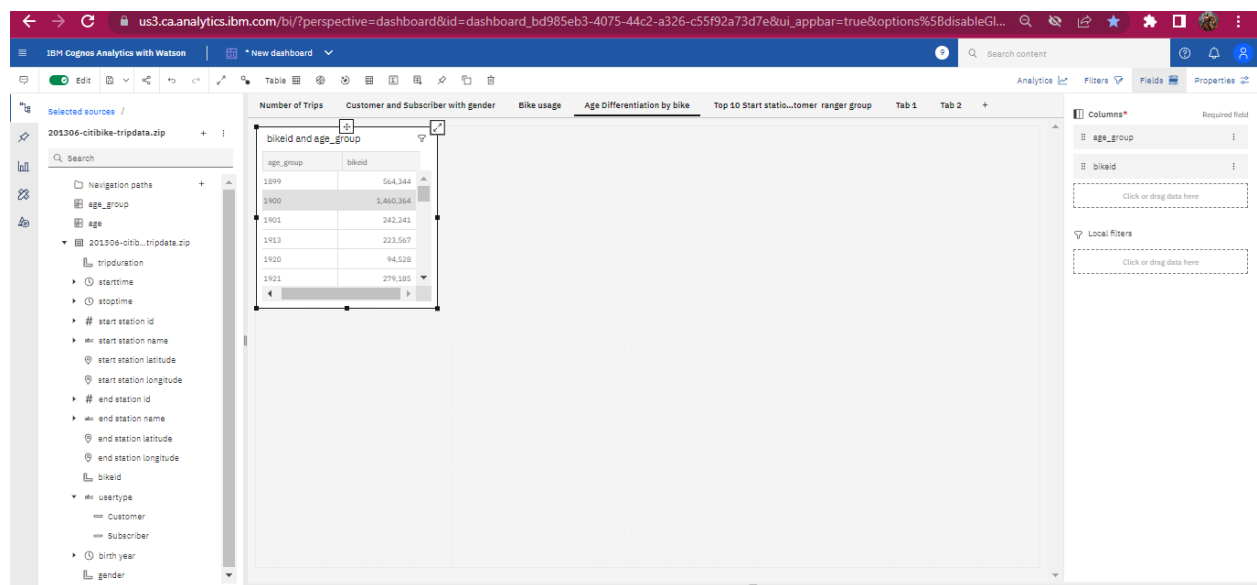 us3.ca.analytics.ibm.com/bi/?perspective=dashboard&id=dashboard_bd985eb3-4075-44c2-a326-c55f92a73d7e&ui_appbar=true&options%5BdisableGl...
IBM Cognos Analytics with Watson
* New dashboard
9
Search content
Edit
Table
Analytics
Filters
Fields
Properties
Selected sources /
201306-citibike-tripdata.zip
Search
Navigation paths
age_group
age
201306-citib...tripdata.zip
tripduration
starttime
stoptime
# start station id
abc start station name
start station latitude
start station longitude
# end station id
abc end station name
end station latitude
end station longitude
bikeid
abc usertype
Customer
Subscriber
birth year
gender
Number of Trips
Customer and Subscriber with gender
Bike usage
Age Differentiation by bike
Top 10 Start statio...tomer ranger group
Tab 1
Tab 2
+
bikeid and age_group
age_group bikeid
1899 564,344
1900 1,460,364
1901 242,241
1913 223,567
1920 94,528
1921 279,185
Columns*
Required field
age_group
bikeid
Click or drag data here
Local filters
Click or drag data here